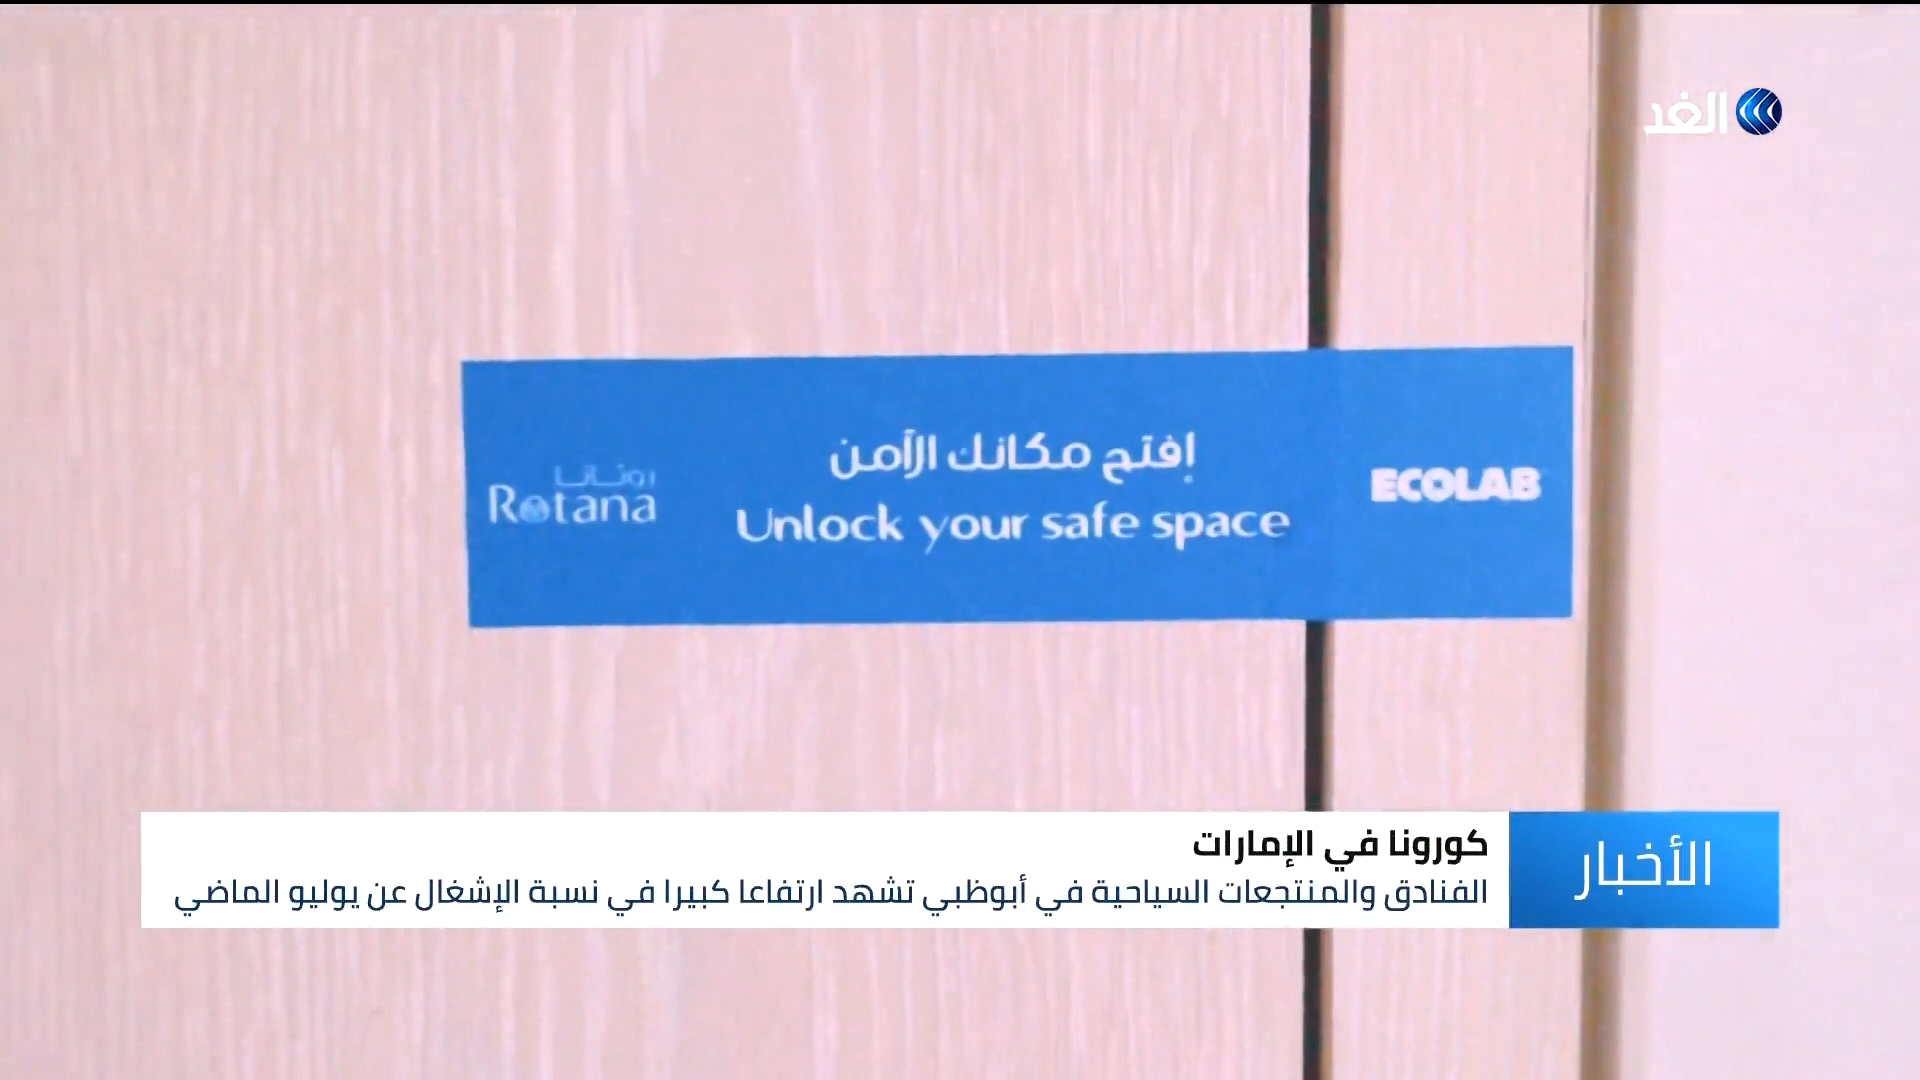 الغد
إفتح مكانك الآمن
Unlock your safe space
روتانا
Rotana
ECOLAB
الأخبار
كورونا في الإمارات
الفنادق والمنتجعات السياحية في أبوظبي تشهد ارتفاعا كبيرا في نسبة الإشغال عن يوليو الماضي